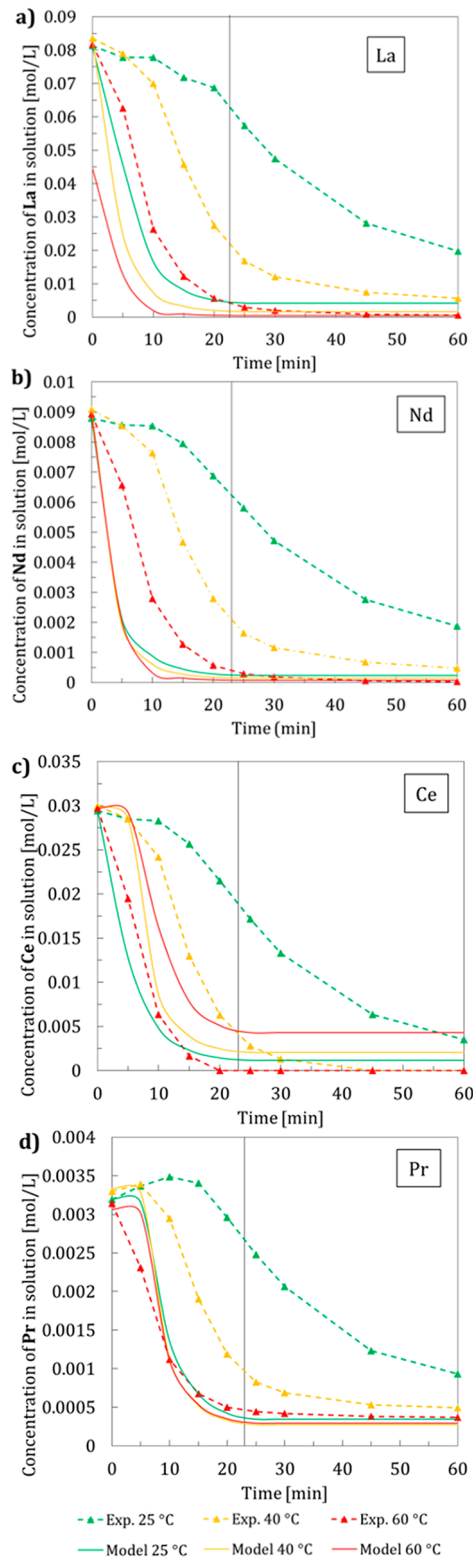 a)
0.09
0.08
0.07
0.06
0.05
0.04
0.03
0.02
0.01
0
La
Concentration of La in solution [mol/L]
0 10 20 30 40 50 60
Time [min]
b)
0.01
0.009
0.008
0.007
0.006
0.005
0.004
0.003
0.002
0.001
0
Nd
Concentration of Nd in solution [mol/L]
0 10 20 30 40 50 60
Time (min]
c)
0.035
0.03
0.025
0.02
0.015
0.01
0.005
0
Ce
Concentration of Ce in solution [mol/L]
0 10 20 30 40 50 60
Time [min]
d)
0.004
0.0035
0.003
0.0025
0.002
0.0015
0.001
0.0005
0
Pr
Concentration of Pr in solution [mol/L]
0 10 20 30 40 50 60
Time [min]
Exp. 25 °C Exp. 40 °C Exp. 60 °C
Model 25 °C Model 40 °C Model 60 °C